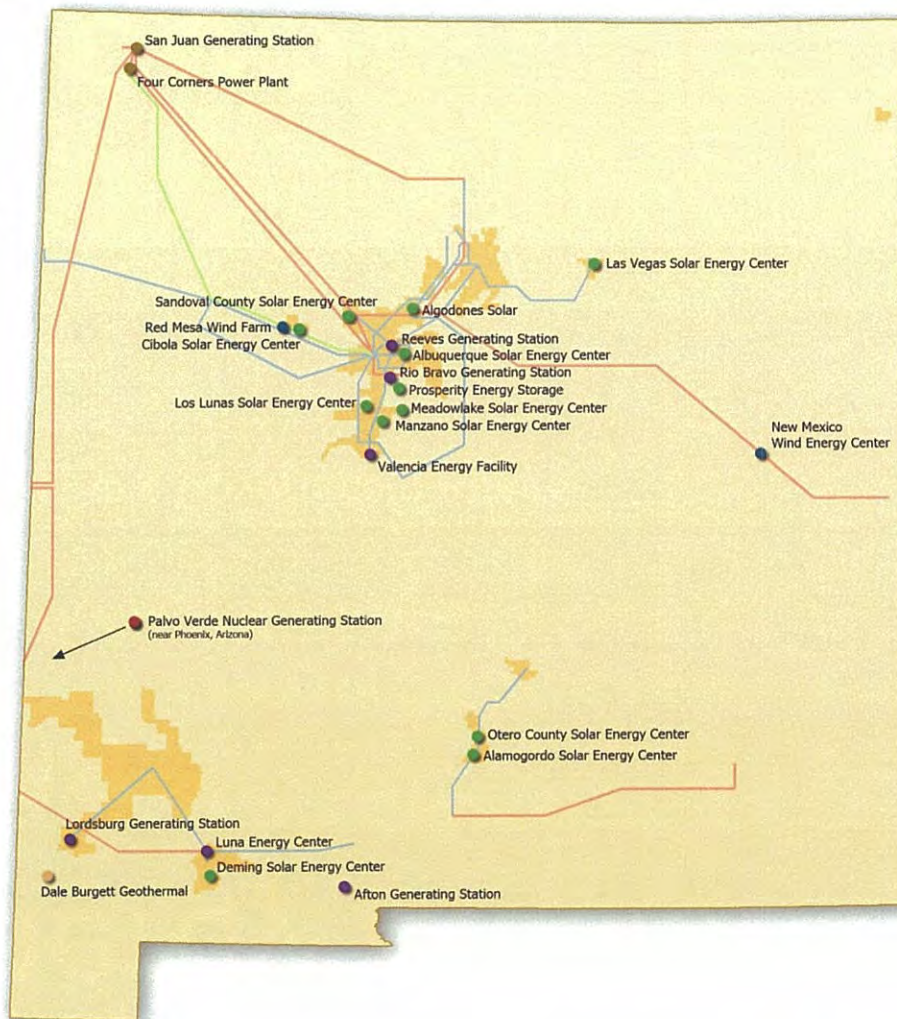 San Juan Generating Station
Four Corners Power Plant
Las Vegas Solar Energy Center
Sandoval County Solar Energy Center
Algodones Solar
Red Mesa Wind Farm
Cibola Solar Energy Center
Reeves Generating Station
Albuquerque Solar Energy Center
Rio Bravo Generating Station
Prosperity Energy Storage
Los Lunas Solar Energy Center
Meadowlake Solar Energy Center
Manzano Solar Energy Center
New Mexico
Wind Energy Center
Valencia Energy Facility
Palvo Verde Nuclear Generating Station
(near Phoenix, Arizona)
Otero County Solar Energy Center
Alamogordo Solar Energy Center
Lordsburg Generating Station
Luna Energy Center
Deming Solar Energy Center
Dale Burgett Geothermal
Afton Generating Station